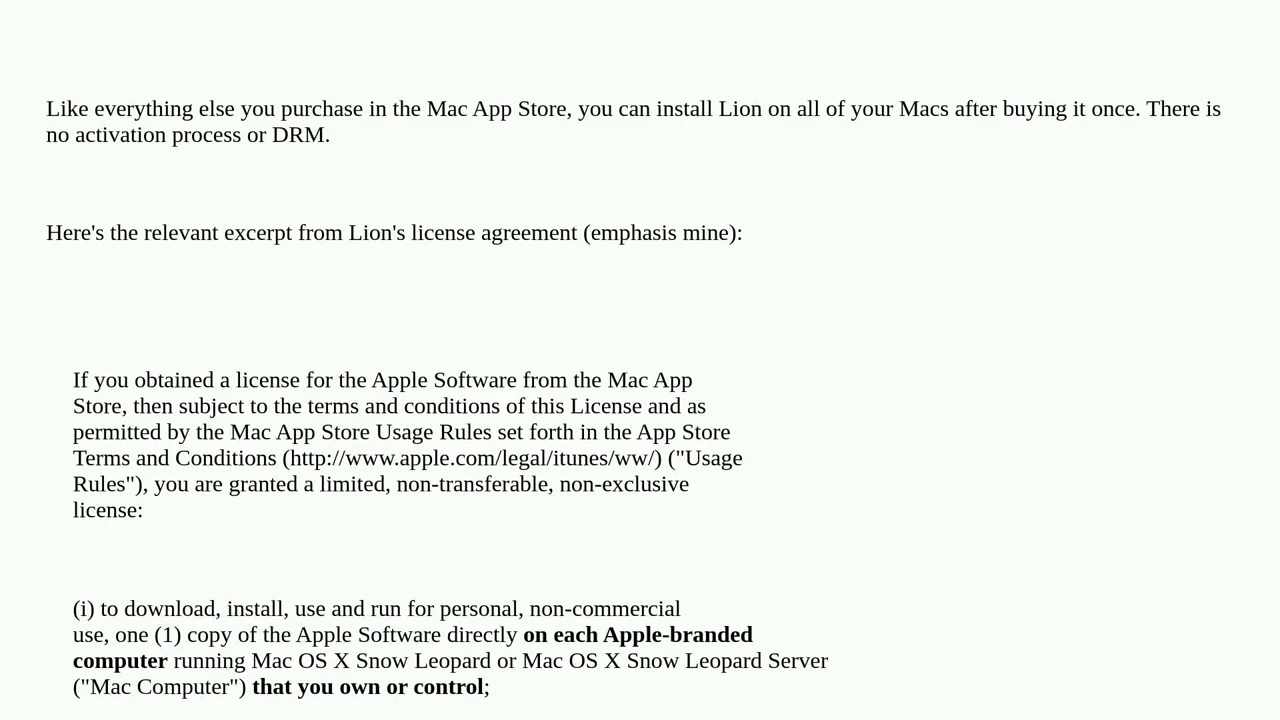 Like everything else you purchase in the Mac App Store, you can install Lion on all of your Macs after buying it once. There is
no activation process or DRM.
Here's the relevant excerpt from Lion's license agreement (emphasis mine):
If you obtained a license for the Apple Software from the Mac App
Store, then subject to the terms and conditions of this License and as
permitted by the Mac App Store Usage Rules set forth in the App Store
Terms and Conditions (http://www.apple.com/legal/itunes/ww/) ("Usage
Rules"), you are granted a limited, non-transferable, non-exclusive
license:
(i) to download, install, use and run for personal, non-commercial
use, one (1) copy of the Apple Software directly on each Apple-branded
computer running Mac OS X Snow Leopard or Mac OS X Snow Leopard Server
("Mac Computer") that you own or control;